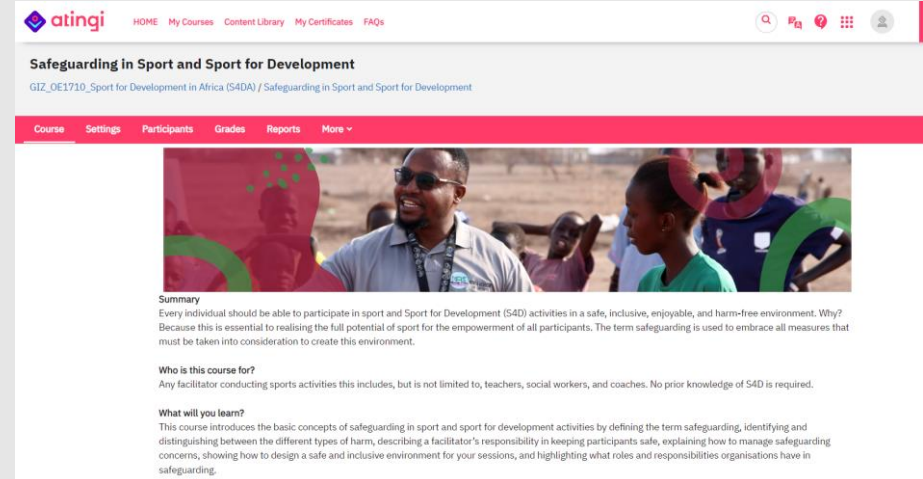 atingi
HOME My Courses Content Library My Certificates FAQs
Safeguarding in Sport and Sport for Development
GIZ_OE1710_Sport for Development in Africa (S4DA) / Safeguarding in Sport and Sport for Development
Course Settings Participants Grades Reports More
Summary
Every individual should be able to participate in sport and Sport for Development (S4D) activities in a safe, inclusive, enjoyable, and harm-free environment. Why?
Because this is essential to realising the full potential of sport for the empowerment of all participants. The term safeguarding is used to embrace all measures that
must be taken into consideration to create this environment.
Who is this course for?
Any facilitator conducting sports activities this includes, but is not limited to, teachers, social workers, and coaches. No prior knowledge of S4D is required.
What will you learn?
This course introduces the basic concepts of safeguarding in sport and sport for development activities by defining the term safeguarding, identifying and
distinguishing between the different types of harm, describing a facilitator's responsibility in keeping participants safe, explaining how to manage safeguarding
concerns, showing how to design a safe and inclusive environment for your sessions, and highlighting what roles and responsibilities organisations have in
safeguarding.